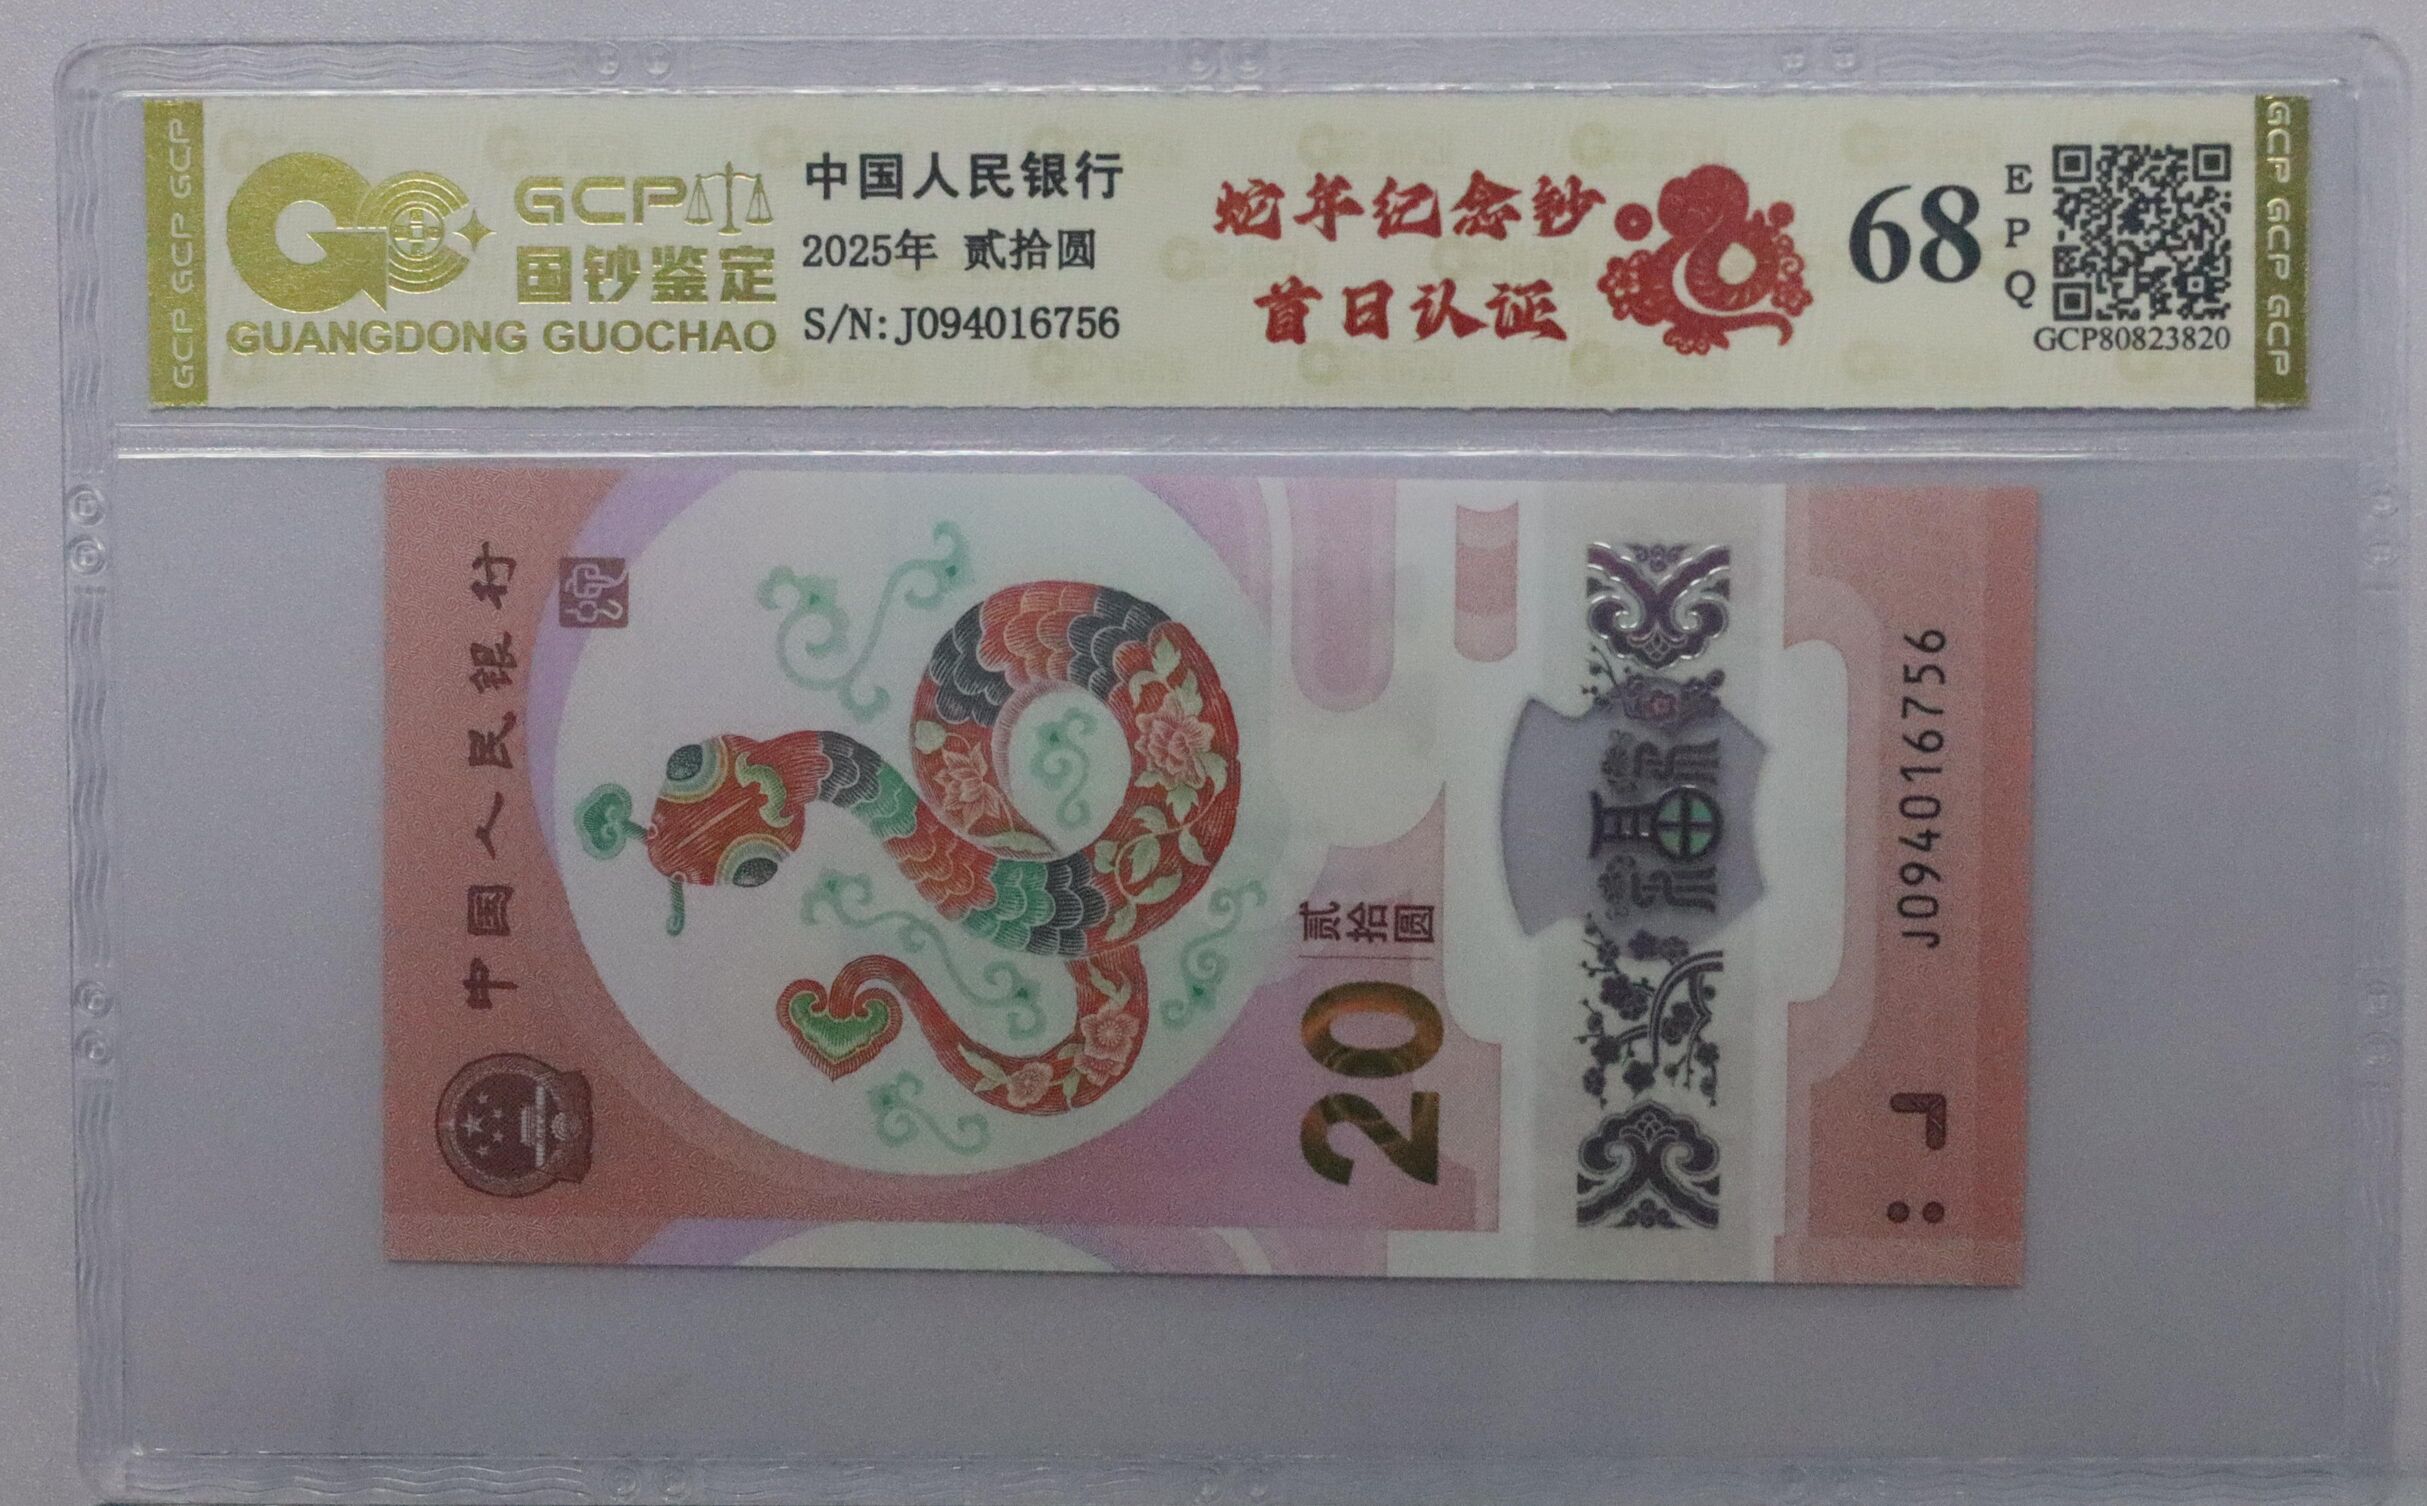 GCP GCP GCP
GCP
国钞鉴定
GUANGDONG GUOCHAO
中国人民银行
2025年 贰拾圆
S/N: J094016756
蛇年纪念钞
首日认证
68
EPQ
GCP80823820
GCP GCP GCP
中国人民银行
20
贰拾圆
J094016756